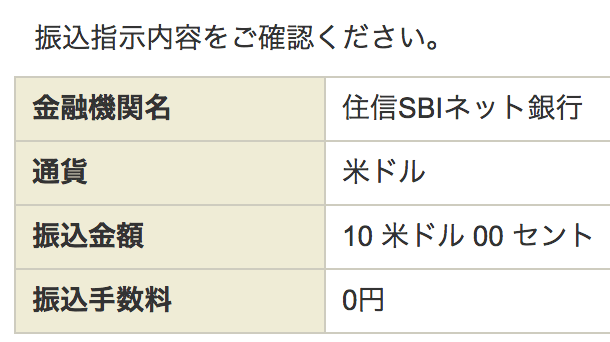 振込指示内容をご確認ください。
金融機関名 住信SBIネット銀行
通貨 米ドル
振込金額 10 米ドル 00 セント
振込手数料 0円